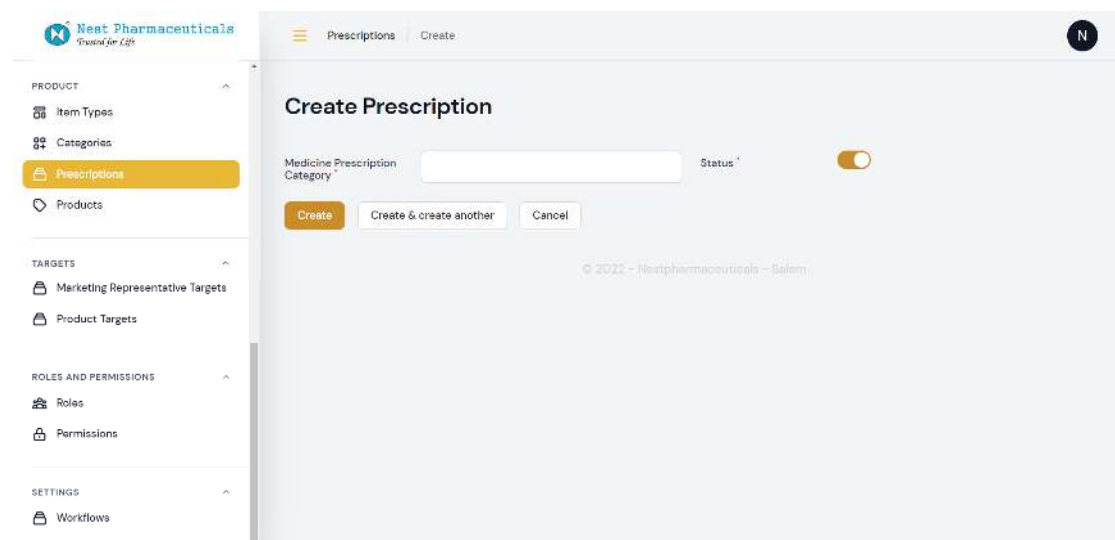 Nest Pharmaceuticals
Trusted for Life
Prescriptions / Create
N
PRODUCT
Item Types
Categories
Prescriptions
Products
TARGETS
Marketing Representative Targets
Product Targets
ROLES AND PERMISSIONS
Roles
Permissions
SETTINGS
Workflows
Create Prescription
Medicine Prescription
Category *
Status *
Create
Create & create another
Cancel
© 2022 - Nestpharmaceuticals - Salem